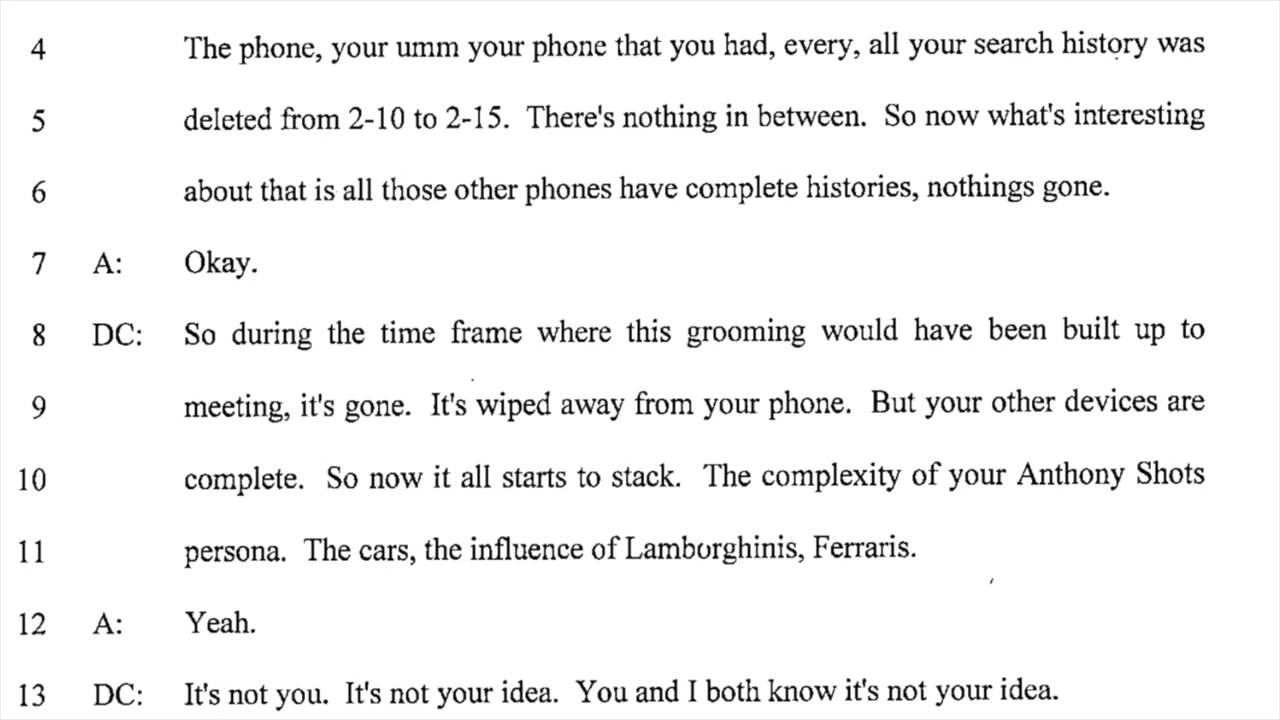 4 The phone, your umm your phone that you had, every, all your search history was
5 deleted from 2-10 to 2-15. There's nothing in between. So now what's interesting
6 about that is all those other phones have complete histories, nothings gone.
7 A: Okay.
8 DC: So during the time frame where this grooming would have been built up to
9 meeting, it's gone. It's wiped away from your phone. But your other devices are
10 complete. So now it all starts to stack. The complexity of your Anthony Shots
11 persona. The cars, the influence of Lamborghinis, Ferraris.
12 A: Yeah.
13 DC: It's not you. It's not your idea. You and I both know it's not your idea.